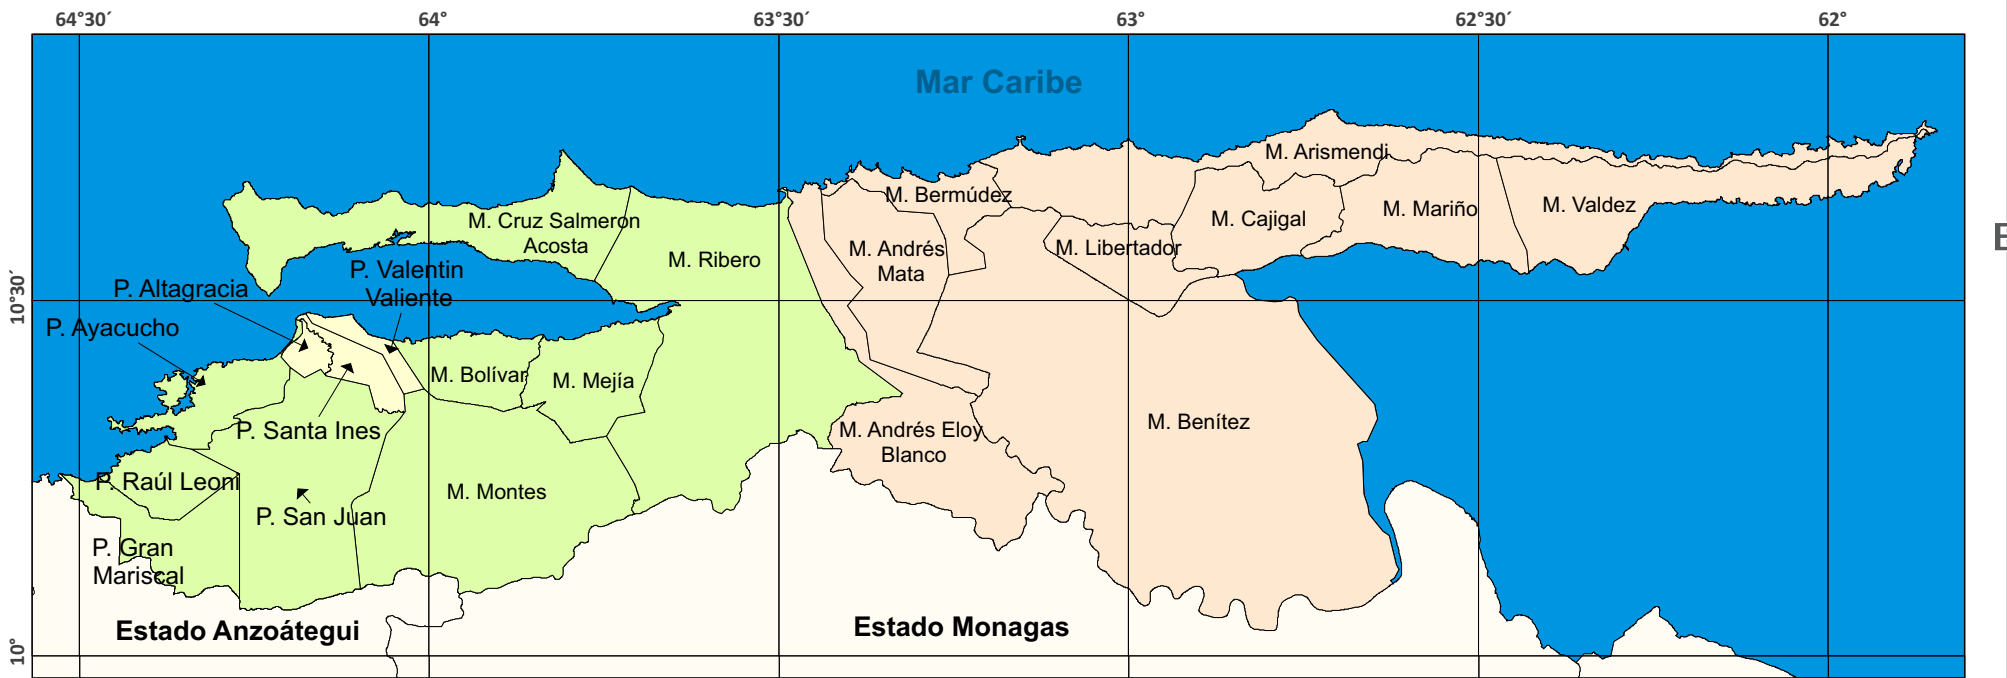 64°30´
64°
63°30´
63°
62°30´
62°
Mar Caribe
M. Arismendi
M. Bermúdez
M. Cruz Salmeron
Acosta
M. Ribero
M. Andrés
Mata
M. Libertador
M. Cajigal
M. Mariño
M. Valdez
E
P. Valentin
Valiente
P. Altagracia
P. Ayacucho
10°30´
M. Bolívar
M. Mejía
P. Santa Ines
M. Andrés Eloy
Blanco
M. Benítez
P. Raúl Leoni
M. Montes
P. San Juan
P. Gran
Mariscal
Estado Anzoátegui
Estado Monagas
10°